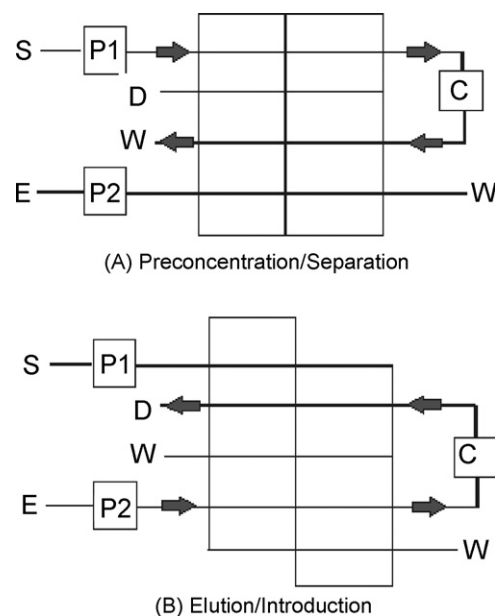 S P1
D
C
W
E P2 W
(A) Preconcentration/Separation
S P1
D
W C
E P2
W
(B) Elution/Introduction